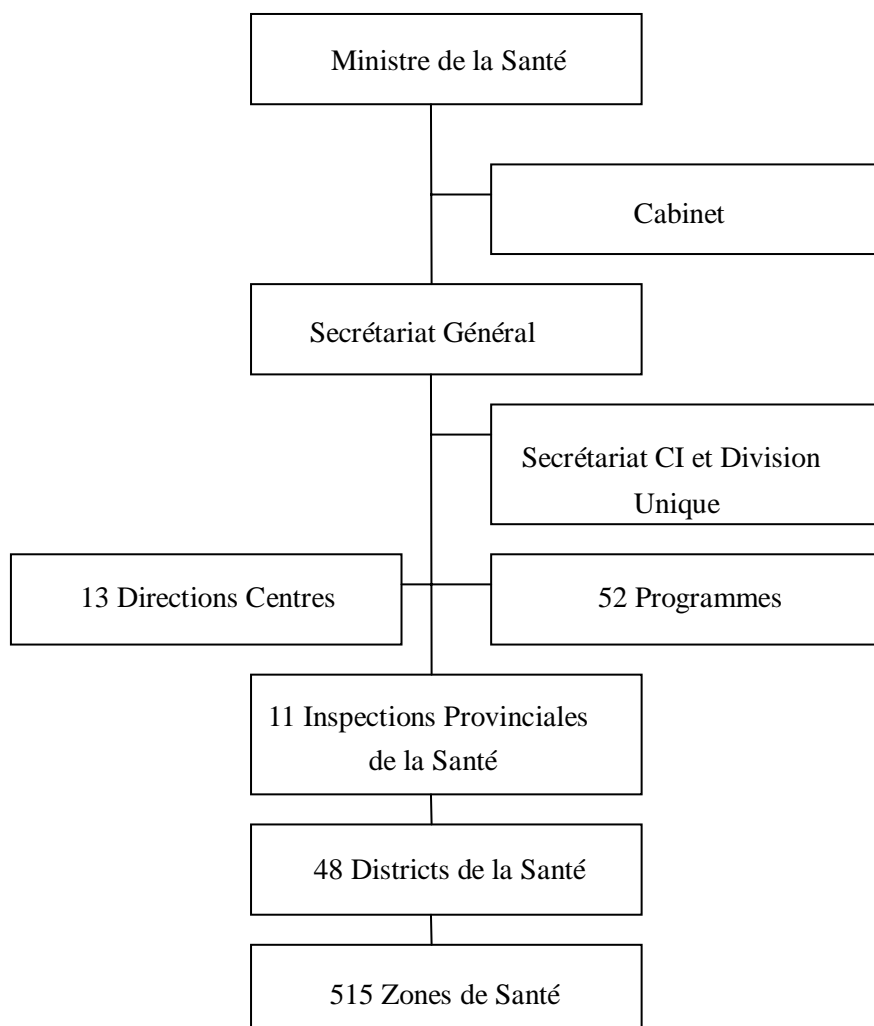 Ministre de la Santé
Cabinet
Secrétariat Général
Secrétariat CI et Division
Unique
13 Directions Centres
52 Programmes
11 Inspections Provinciales
de la Santé
48 Districts de la Santé
515 Zones de Santé